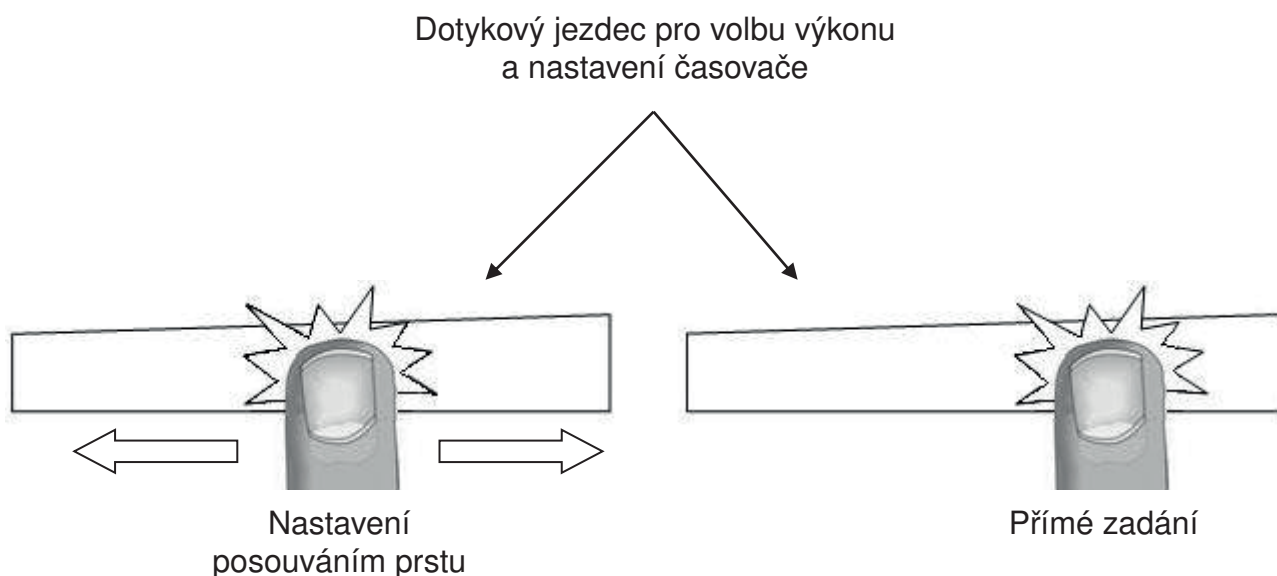 Dotykový jezdec pro volbu výkonu
a nastavení časovače
Nastavení
posouváním prstu
Přímé zadání